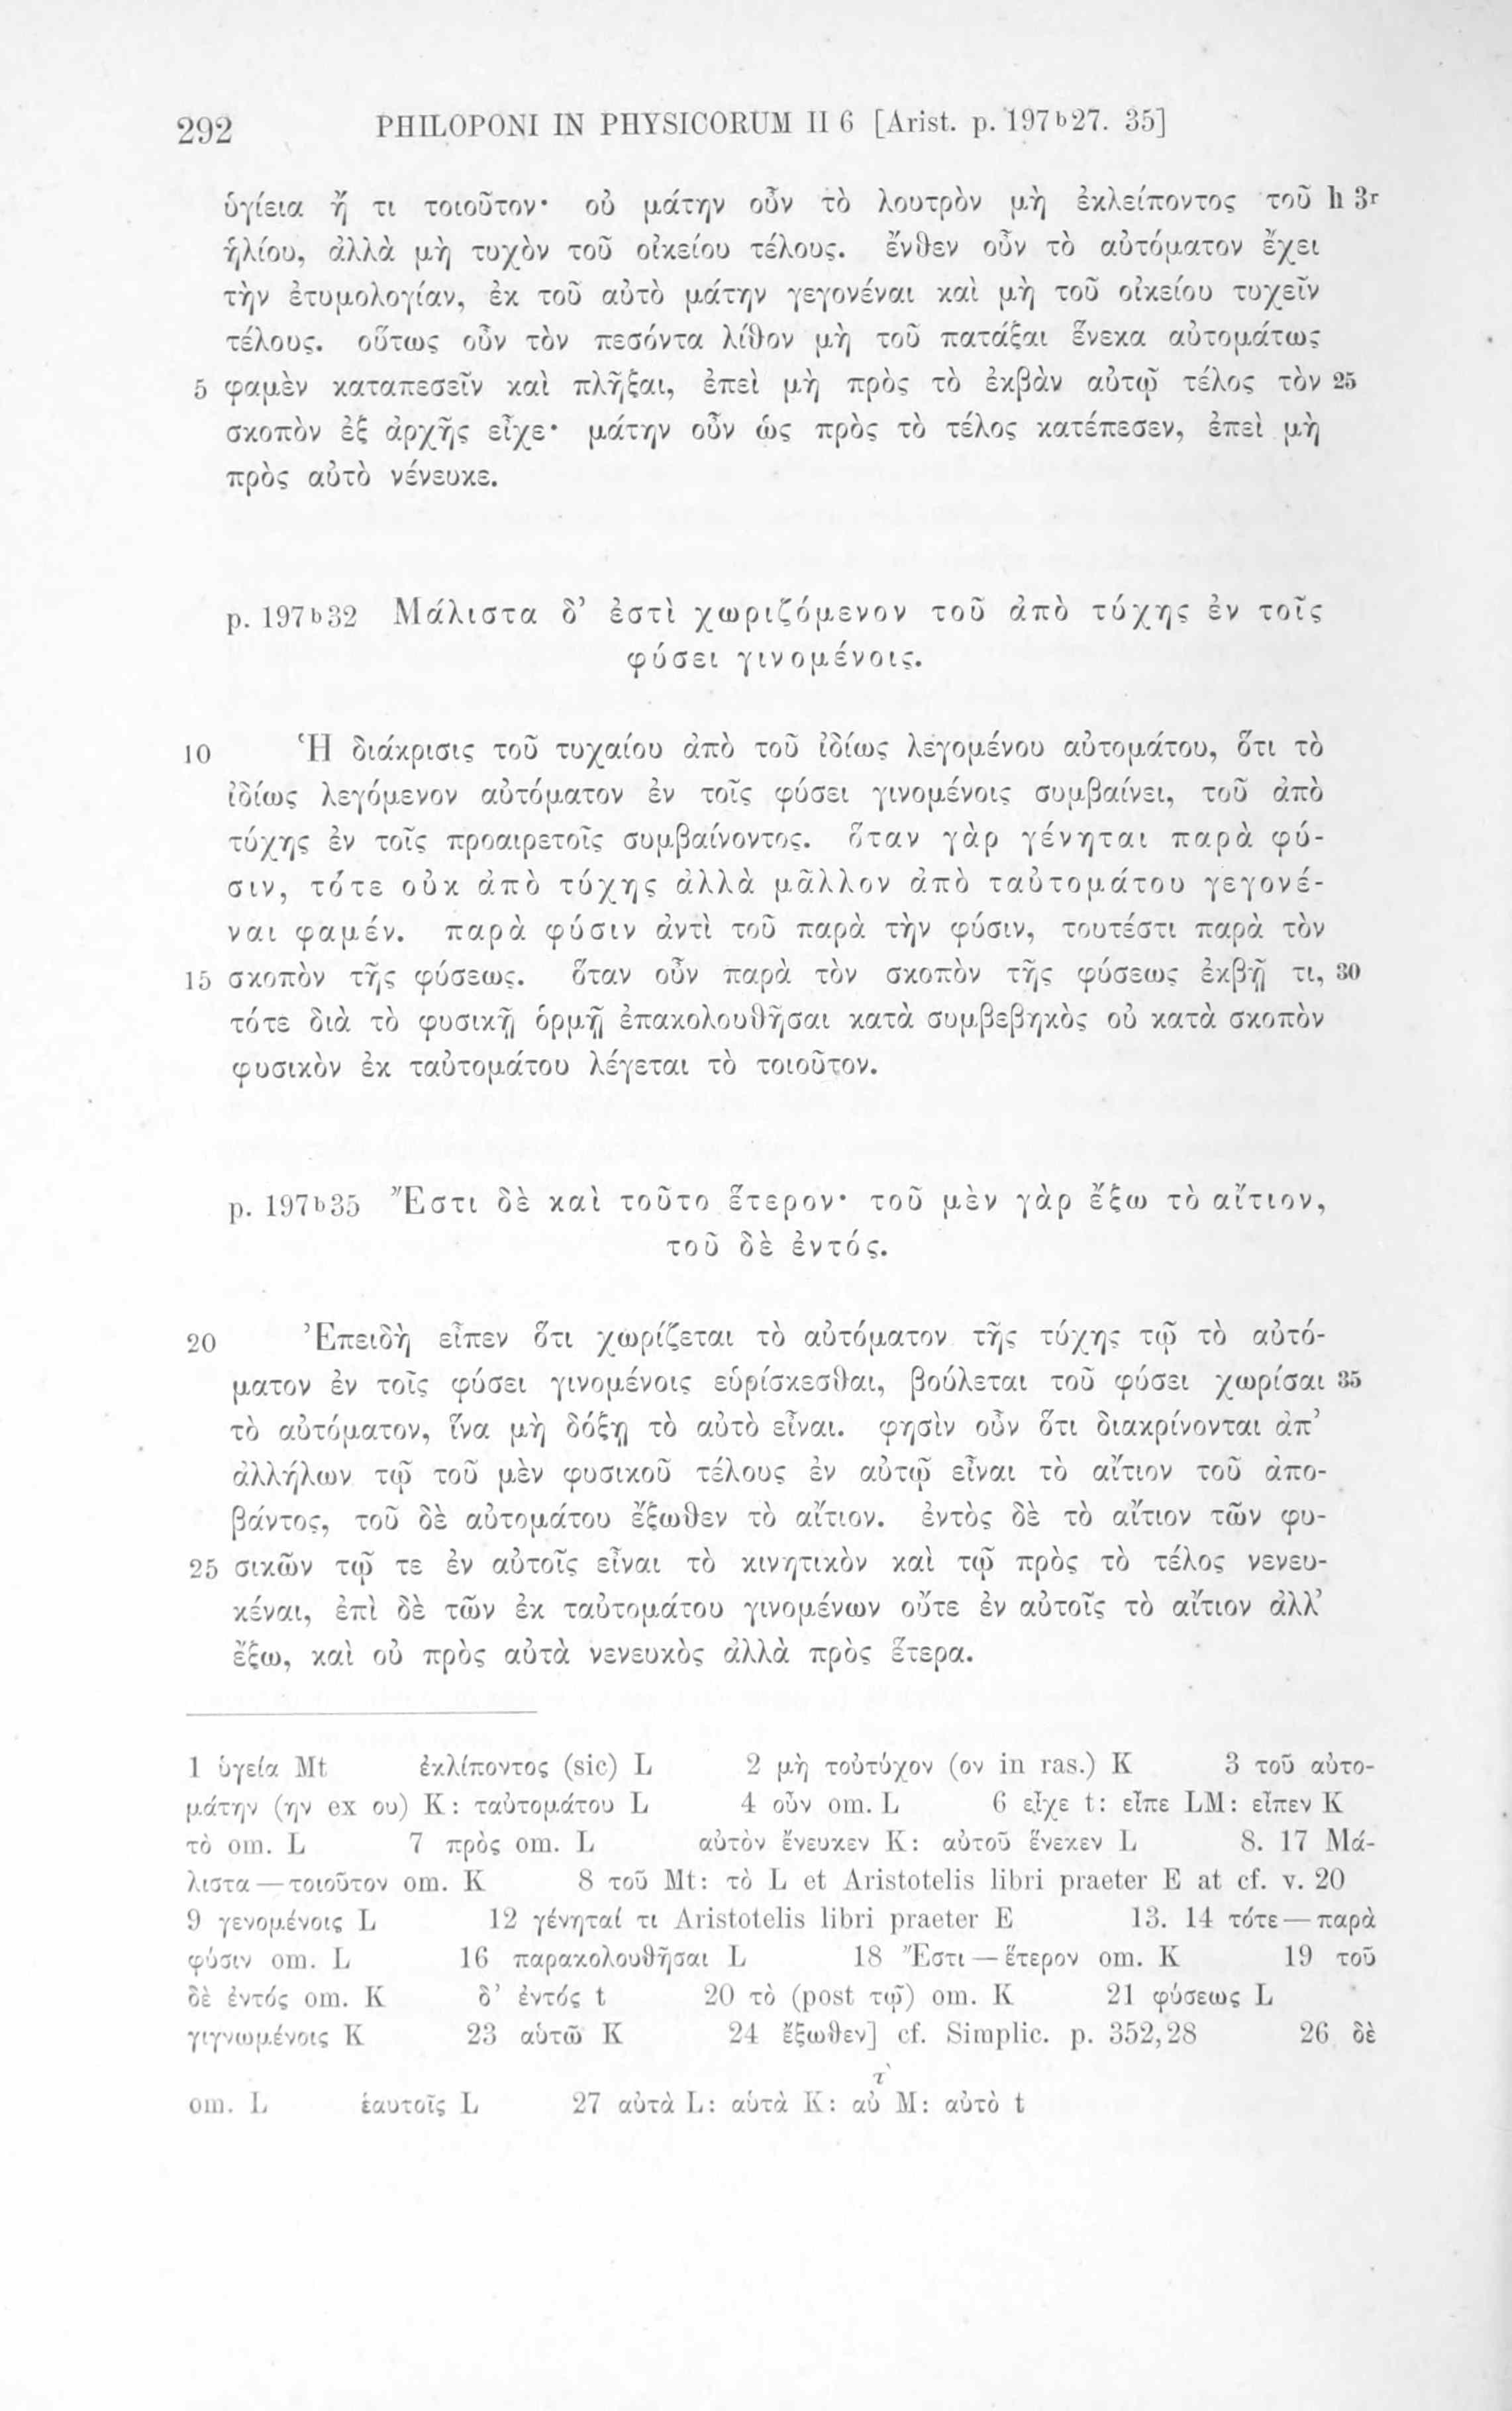 292 PHILOPONI IN PHYSICORUM II 6 [Arist. p. 197ᵇ27. 35]
ὑγίεια ἤ τι τοιοῦτον· οὐ μάτην οὖν τὸ λουτρὸν μὴ ἐκλείποντος τοῦ h 3ʳ
ἡλίου, ἀλλὰ μὴ τυχὸν τοῦ οἰκείου τέλους. ἔνθεν οὖν τὸ αὐτόματον ἔχει
τὴν ἐτυμολογίαν, ἐκ τοῦ αὐτὸ μάτην γεγονέναι καὶ μὴ τοῦ οἰκείου τυχεῖν
τέλους. οὕτως οὖν τὸν πεσόντα λίθον μὴ τοῦ πατάξαι ἕνεκα αὐτομάτως
5 φαμὲν καταπεσεῖν καὶ πλῆξαι, ἐπεὶ μὴ πρὸς τὸ ἐκβὰν αὐτῷ τέλος τὸν 25
σκοπὸν ἐξ ἀρχῆς εἶχε· μάτην οὖν ὡς πρὸς τὸ τέλος κατέπεσεν, ἐπεὶ μὴ
πρὸς αὐτὸ νένευκε.
p. 197ᵇ32 Μάλιστα δ’ ἐστὶ χωριζόμενον τοῦ ἀπὸ τύχης ἐν τοῖς
φύσει γινομένοις.
10 Ἡ διάκρισις τοῦ τυχαίου ἀπὸ τοῦ ἰδίως λεγομένου αὐτομάτου, ὅτι τὸ
ἰδίως λεγόμενον αὐτόματον ἐν τοῖς φύσει γινομένοις συμβαίνει, τοῦ ἀπὸ
τύχης ἐν τοῖς προαιρετοῖς συμβαίνοντος. ὅταν γὰρ γένηται παρὰ φύ-
σιν, τότε οὐκ ἀπὸ τύχης ἀλλὰ μᾶλλον ἀπὸ ταὐτομάτου γεγονέ-
ναι φαμέν. παρὰ φύσιν ἀντὶ τοῦ παρὰ τὴν φύσιν, τουτέστι παρὰ τὸν
15 σκοπὸν τῆς φύσεως. ὅταν οὖν παρὰ τὸν σκοπὸν τῆς φύσεως ἐκβῇ τι, 30
τότε διὰ τὸ φυσικῇ ὁρμῇ ἐπακολουθῆσαι κατὰ συμβεβηκὸς οὐ κατὰ σκοπὸν
φυσικὸν ἐκ ταὐτομάτου λέγεται τὸ τοιοῦτον.
p. 197ᵇ35 Ἔστι δὲ καὶ τοῦτο ἕτερον· τοῦ μὲν γὰρ ἔξω τὸ αἴτιον,
τοῦ δὲ ἐντός.
20 Ἐπειδὴ εἶπεν ὅτι χωρίζεται τὸ αὐτόματον τῆς τύχης τῷ τὸ αὐτό-
ματον ἐν τοῖς φύσει γινομένοις εὑρίσκεσθαι, βούλεται τοῦ φύσει χωρίσαι 35
τὸ αὐτόματον, ἵνα μὴ δόξῃ τὸ αὐτὸ εἶναι. φησὶν οὖν ὅτι διακρίνονται ἀπ’
ἀλλήλων τῷ τοῦ μὲν φυσικοῦ τέλους ἐν αὐτῷ εἶναι τὸ αἴτιον τοῦ ἀπο-
βάντος, τοῦ δὲ αὐτομάτου ἔξωθεν τὸ αἴτιον. ἐντὸς δὲ τὸ αἴτιον τῶν φυ-
25 σικῶν τῷ τε ἐν αὐτοῖς εἶναι τὸ κινητικὸν καὶ τῷ πρὸς τὸ τέλος νενευ-
κέναι, ἐπὶ δὲ τῶν ἐκ ταὐτομάτου γινομένων οὔτε ἐν αὐτοῖς τὸ αἴτιον ἀλλ’
ἔξω, καὶ οὐ πρὸς αὐτὰ νενευκὸς ἀλλὰ πρὸς ἕτερα.
1 ὑγεία Mt ἐκλίποντος (sic) L 2 μὴ τοὐτύχον (ον in ras.) K 3 τοῦ αὐτο-
μάτην (ην ex ου) K: ταὐτομάτου L 4 οὖν om. L 6 εἶχε t: εἶπε LM: εἶπεν K
τὸ om. L 7 πρὸς om. L αὐτὸν ἔνευκεν K: αὐτοῦ ἕνεκεν L 8. 17 Μά-
λιστα — τοιοῦτον om. K 8 τοῦ Mt: τὸ L et Aristotelis libri praeter E at cf. v. 20
9 γενομένοις L 12 γένηταί τι Aristotelis libri praeter E 13. 14 τότε — παρὰ
φύσιν om. L 16 παρακολουθῆσαι L 18 Ἔστι — ἕτερον om. K 19 τοῦ
δὲ ἐντός om. K δ’ ἐντός t 20 τὸ (post τῷ) om. K 21 φύσεως L
γιγνωμένοις K 23 αὑτῶ K 24 ἔξωθεν] cf. Simplic. p. 352,28 26 δὲ
om. L ἑαυτοῖς L 27 αὐτὰ L: αὑτὰ K: αὐτ̀ M: αὐτὸ t